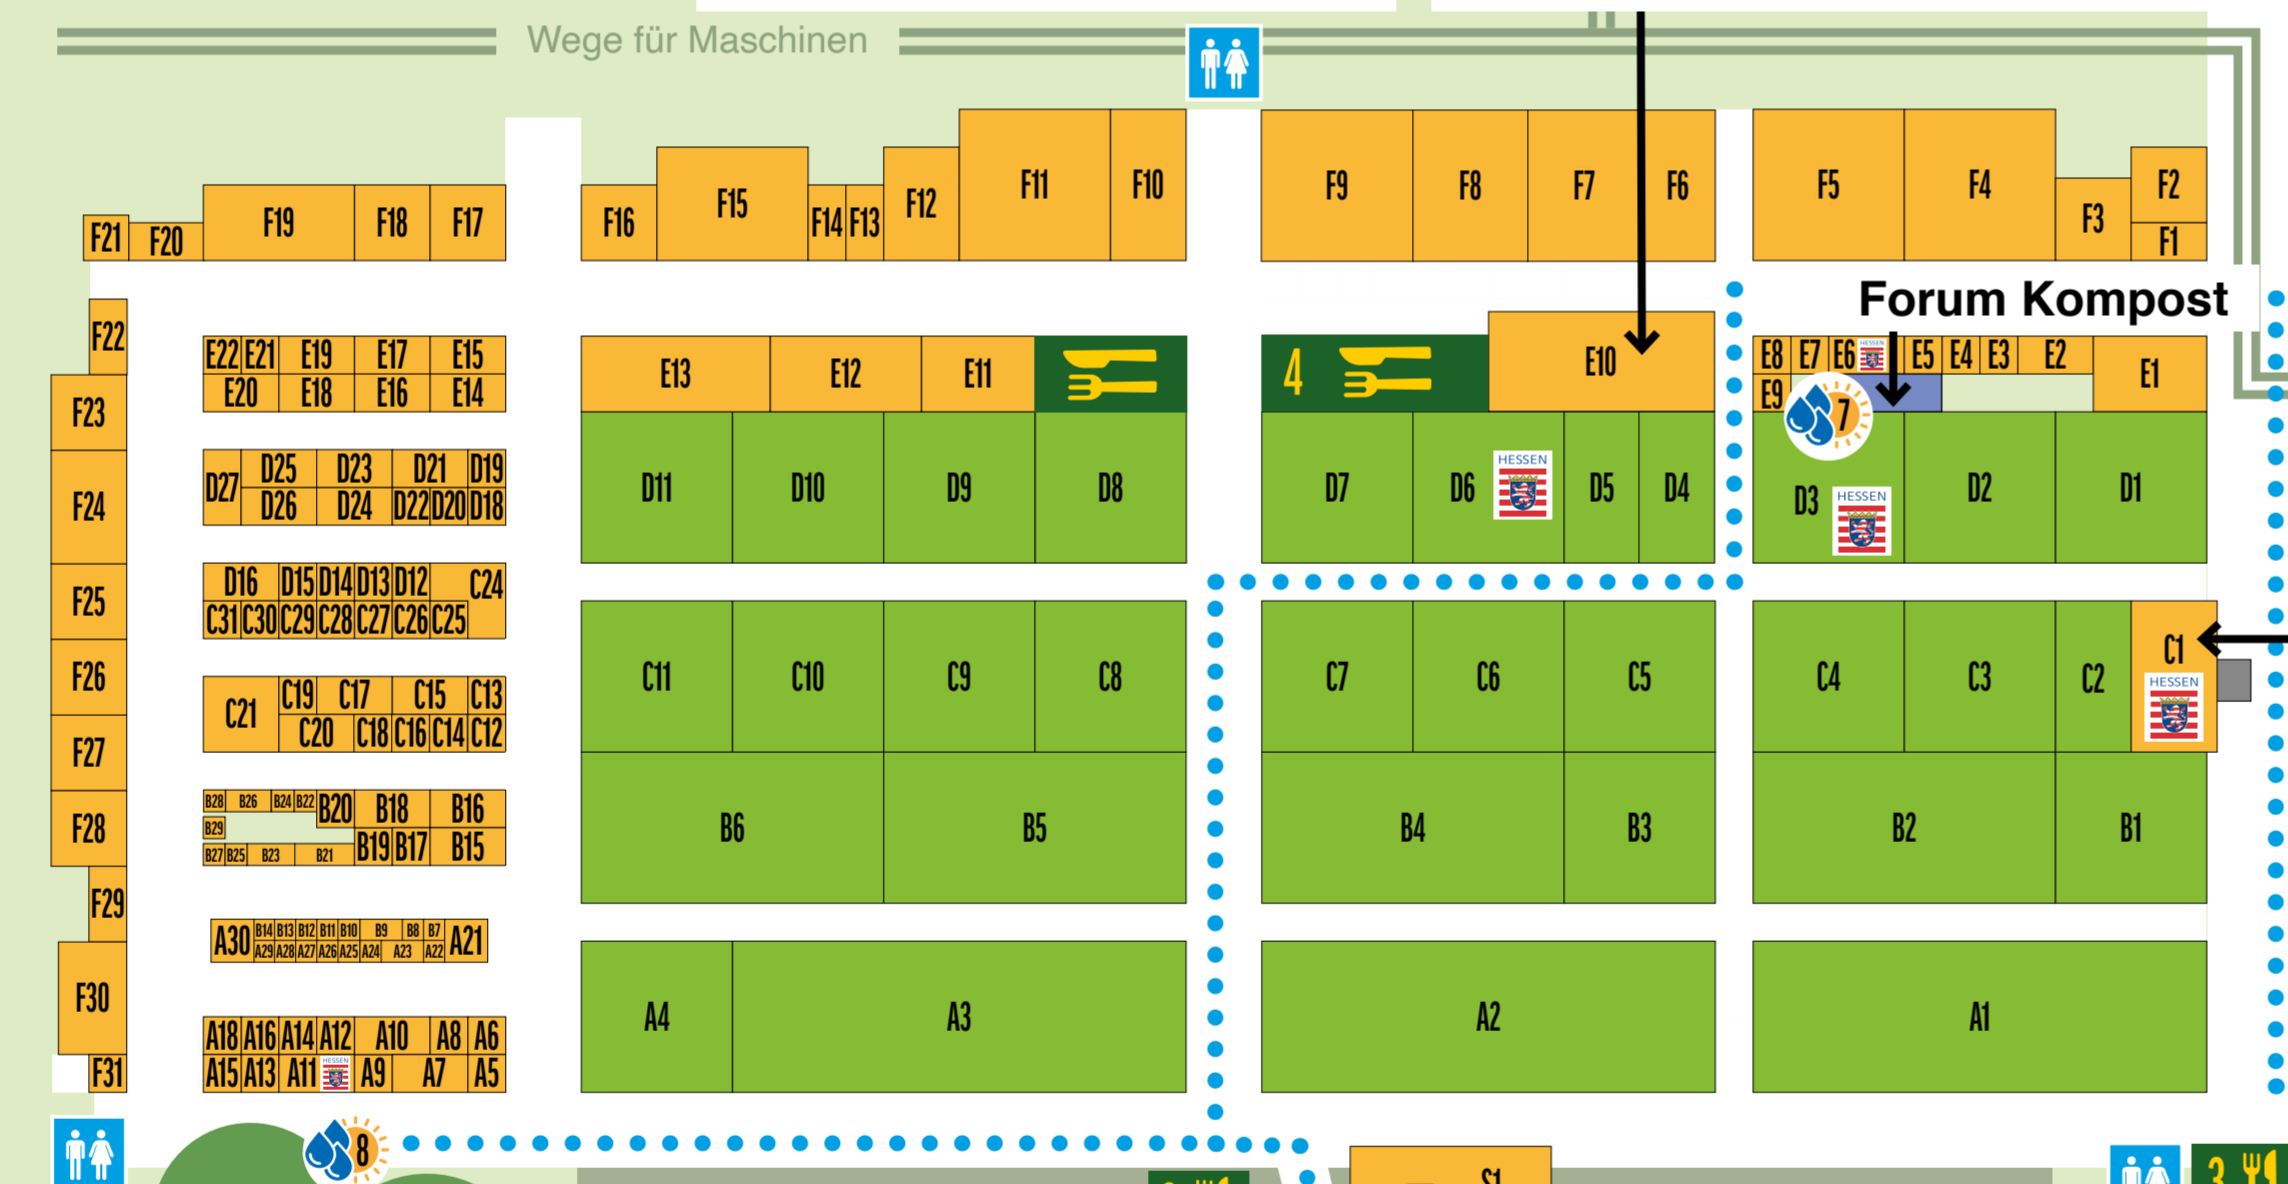 Wege für Maschinen
F21 F20 F19 F18 F17 F16 F15 F14 F13 F12 F11 F10 F9 F8 F7 F6 F5 F4 F3 F2
F1
Forum Kompost
F22
E22 E21 E19 E17 E15 E13 E12 E11 4 E10 E8 E7 E6 HESSEN E5 E4 E3 E2 E1
E20 E18 E16 E14 E9
7
F23
D27 D25 D23 D21 D19
D26 D24 D22 D20 D18
D11 D10 D9 D8 D7 D6 HESSEN D5 D4 D3 HESSEN D2 D1
F24
D16 D15 D14 D13 D12 C24
C31 C30 C29 C28 C27 C26 C25
F25
C21 C19 C17 C15 C13
C20 C18 C16 C14 C12
C11 C10 C9 C8 C7 C6 C5 C4 C3 C2 C1
HESSEN
F26
F27
B28 B26 B24 B22 B20 B18 B16
B29
B27 B25 B23 B21 B19 B17 B15
B6 B5 B4 B3 B2 B1
F28
F29
A30 B14 B13 B12 B11 B10 B9 B8 B7 A21
A29 A28 A27 A26 A25 A24 A23 A22
F30
A18 A16 A14 A12 A10 A8 A6
A15 A13 A11 HESSEN A9 A7 A5
A4 A3 A2 A1
F31
8
S1
3